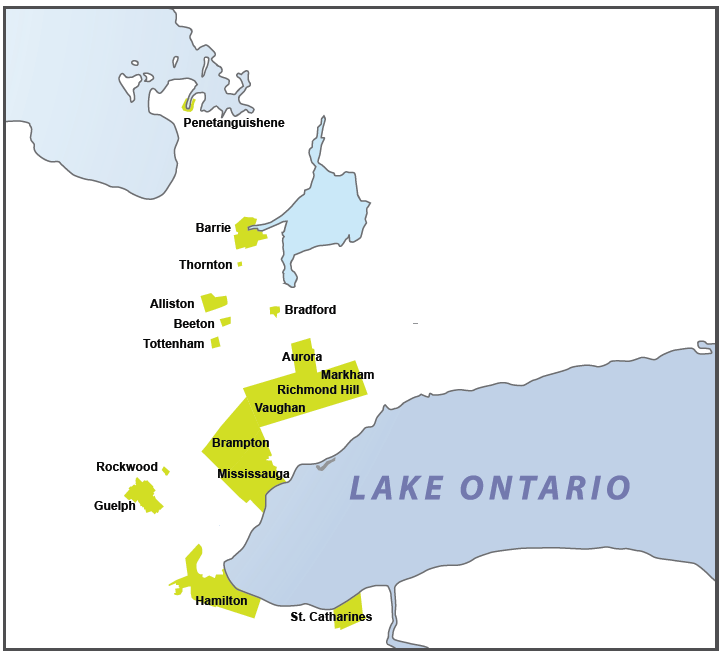 Penetanguishene
Barrie
Thornton
Alliston
Bradford
Beeton
Tottenham
Aurora
Markham
Richmond Hill
Vaughan
Brampton
Rockwood
Mississauga
LAKE ONTARIO
Guelph
Hamilton
St. Catharines